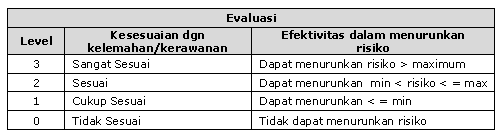 Evaluasi
Level Kesesuaian dgn kelemahan/kerawanan Efektivitas dalam menurunkan risiko
3 Sangat Sesuai Dapat menurunkan risiko > maximum
2 Sesuai Dapat menurunkan min < risiko < = max
1 Cukup Sesuai Dapat menurunkan < = min
0 Tidak Sesuai Tidak dapat menurunkan risiko